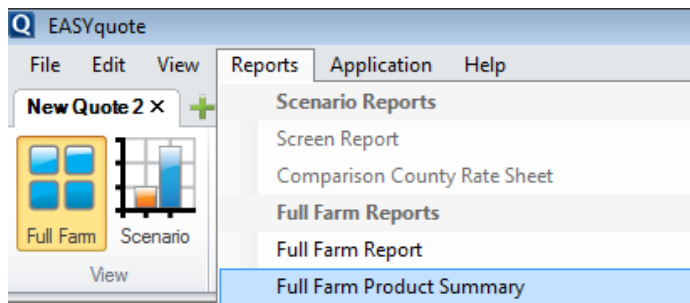 Q EASYquote
File Edit View Reports Application Help
New Quote 2 ×
Scenario Reports
Screen Report
Comparison County Rate Sheet
Full Farm Reports
Full Farm Report
Full Farm Product Summary
Full Farm Scenario
View